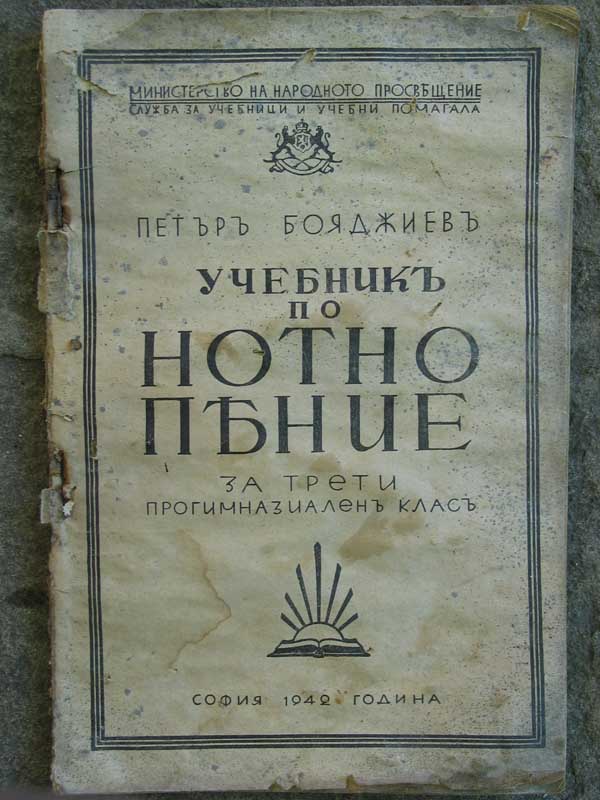 МИНИСТЕРСТВО НА НАРОДНОТО ПРОСВѢЩЕНИЕ
СЛУЖБА ЗА УЧЕБНИЦИ И УЧЕБНИ ПОМАГАЛА
ПЕТЪРЪ БОЯДЖИЕВЪ
УЧЕБНИКЪ
ПО
НОТНО
ПѢНИЕ
ЗА ТРЕТИ
ПРОГИМНАЗИАЛЕНЪ КЛАСЪ
СОФИЯ 1942 ГОДИНА